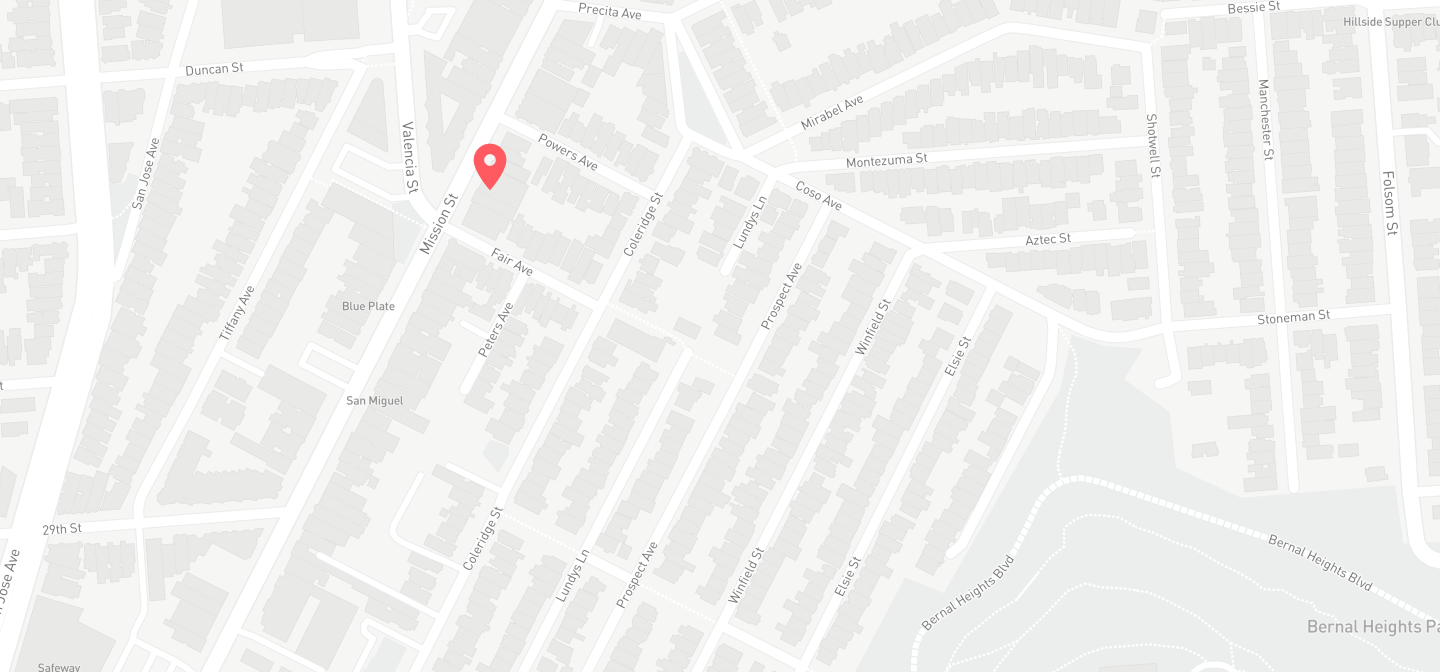 Precita Ave
Bessie St
Hillside Supper Clu
Duncan St
Mirabel Ave
Manchester St
Valencia St
Powers Ave
Shotwell St
San Jose Ave
Montezuma St
Folsom St
Coso Ave
Mission St
Coleridge St
Lundys Ln
Aztec St
Fair Ave
Prospect Ave
Blue Plate
Tiffany Ave
Peters Ave
Winfield St
Stoneman St
Elsie St
t
San Miguel
29th St
Coleridge St
Bernal Heights Blvd
Lundys Ln
Prospect Ave
Winfield St
Elsie St
Bernal Heights Blvd
n Jose Ave
Bernal Heights Pa
Safeway